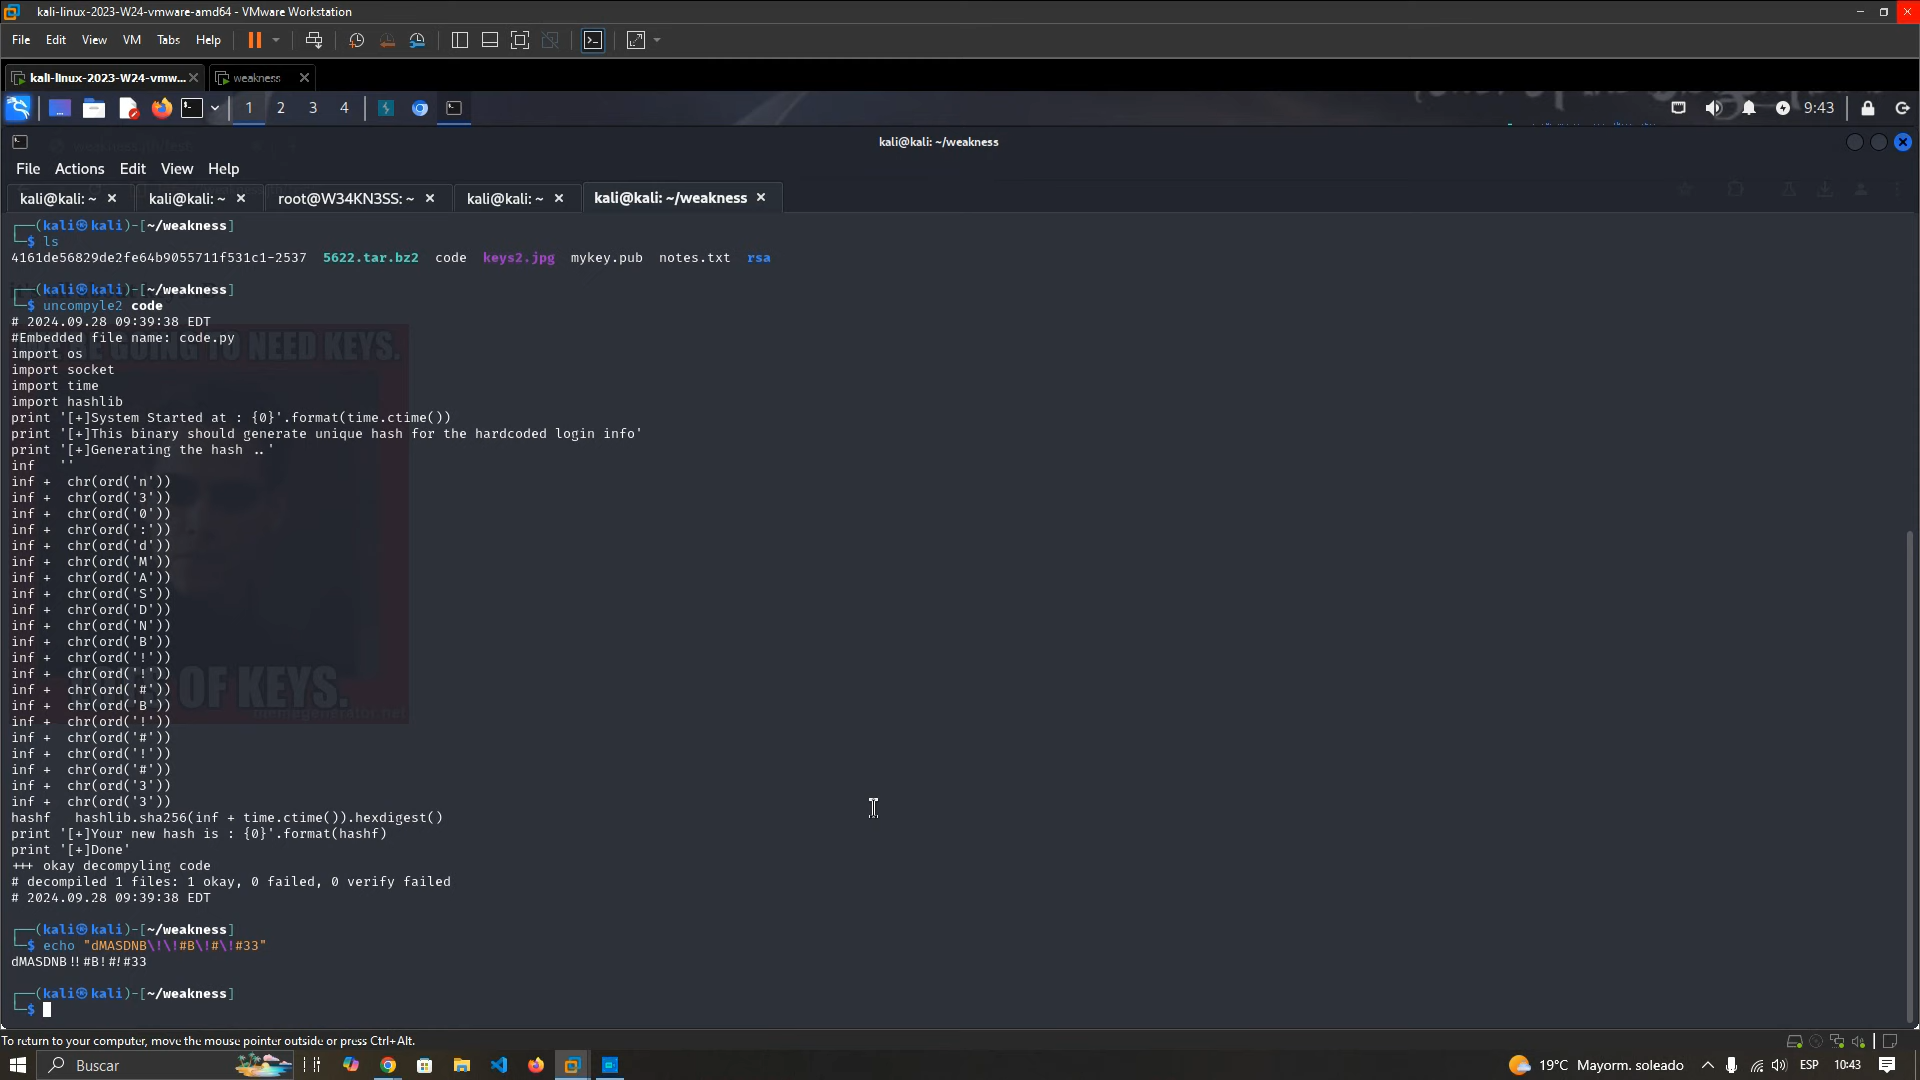 kali-linux-2023-W24-vmware-amd64 - VMware Workstation
File Edit View VM Tabs Help
kali-linux-2023-W24-vmw... weakness
1 2 3 4 9:43
kali@kali: ~/weakness
File Actions Edit View Help
kali@kali: ~ kali@kali: ~ root@W34KN3SS: ~ kali@kali: ~ kali@kali: ~/weakness
┌──(kali㉿kali)-[~/weakness]
└─$ ls
4161de56829de2fe64b9055711f531c1-2537 5622.tar.bz2 code keys2.jpg mykey.pub notes.txt rsa
┌──(kali㉿kali)-[~/weakness]
└─$ uncompyle2 code
# 2024.09.28 09:39:38 EDT
#Embedded file name: code.py
import os
import socket
import time
import hashlib
print '[+]System Started at : {0}'.format(time.ctime())
print '[+]This binary should generate unique hash for the hardcoded login info'
print '[+]Generating the hash ..'
inf ''
inf + chr(ord('n'))
inf + chr(ord('3'))
inf + chr(ord('0'))
inf + chr(ord(':'))
inf + chr(ord('d'))
inf + chr(ord('M'))
inf + chr(ord('A'))
inf + chr(ord('S'))
inf + chr(ord('D'))
inf + chr(ord('N'))
inf + chr(ord('B'))
inf + chr(ord('!'))
inf + chr(ord('!'))
inf + chr(ord('#'))
inf + chr(ord('B'))
inf + chr(ord('!'))
inf + chr(ord('#'))
inf + chr(ord('!'))
inf + chr(ord('#'))
inf + chr(ord('3'))
inf + chr(ord('3'))
hashf hashlib.sha256(inf + time.ctime()).hexdigest()
print '[+]Your new hash is : {0}'.format(hashf)
print '[+]Done'
+++ okay decompyling code
# decompiled 1 files: 1 okay, 0 failed, 0 verify failed
# 2024.09.28 09:39:38 EDT
┌──(kali㉿kali)-[~/weakness]
└─$ echo "dMASDNB\!\!#B\!#\!#33"
dMASDNB!!#B!#!#33
┌──(kali㉿kali)-[~/weakness]
└─$
GOING TO NEED KEYS.
OF KEYS.
memegenerator.net
To return to your computer, move the mouse pointer outside or press Ctrl+Alt.
Buscar 19°C Mayorm. soleado ESP 10:43